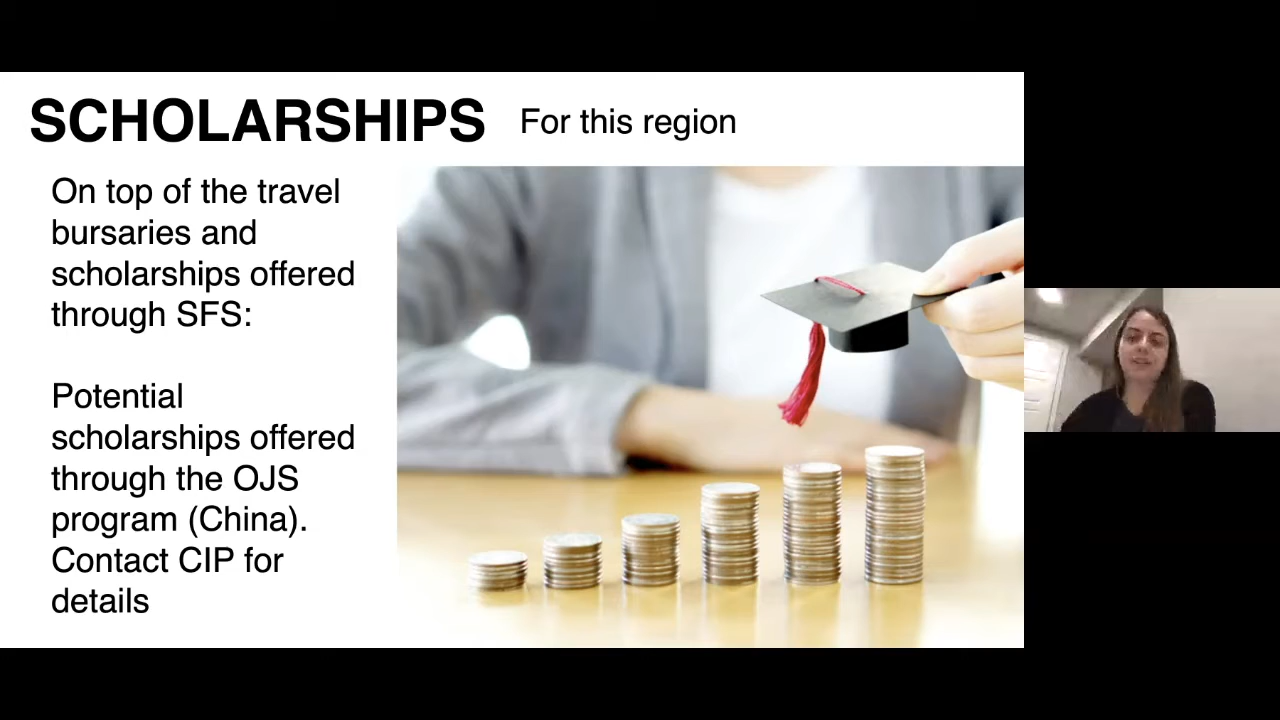 SCHOLARSHIPS For this region
On top of the travel
bursaries and
scholarships offered
through SFS:
Potential
scholarships offered
through the OJS
program (China).
Contact CIP for
details